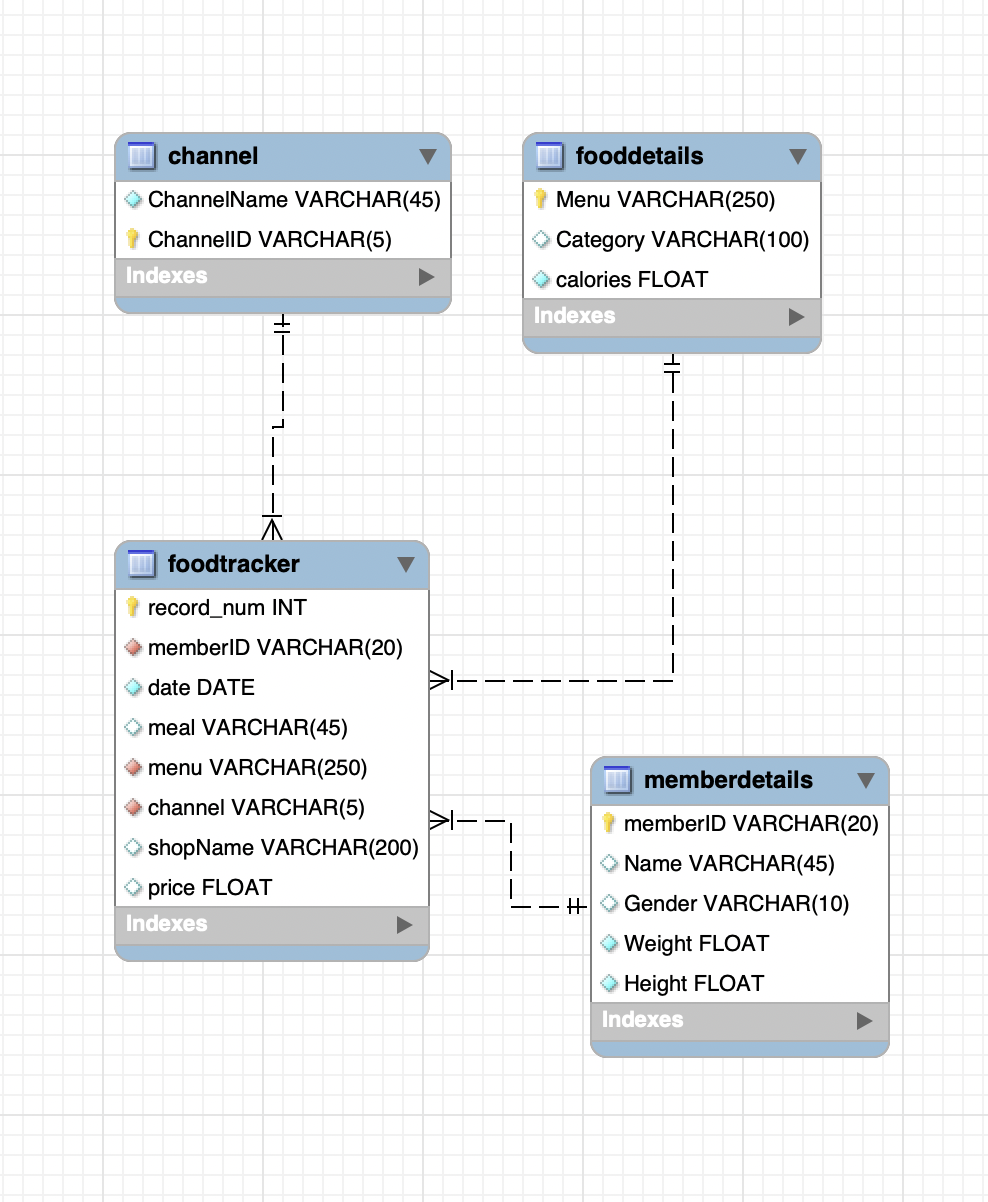 channel
ChannelName VARCHAR(45)
ChannelID VARCHAR(5)
Indexes
fooddetails
Menu VARCHAR(250)
Category VARCHAR(100)
calories FLOAT
Indexes
foodtracker
record_num INT
memberID VARCHAR(20)
date DATE
meal VARCHAR(45)
menu VARCHAR(250)
channel VARCHAR(5)
shopName VARCHAR(200)
price FLOAT
Indexes
memberdetails
memberID VARCHAR(20)
Name VARCHAR(45)
Gender VARCHAR(10)
Weight FLOAT
Height FLOAT
Indexes